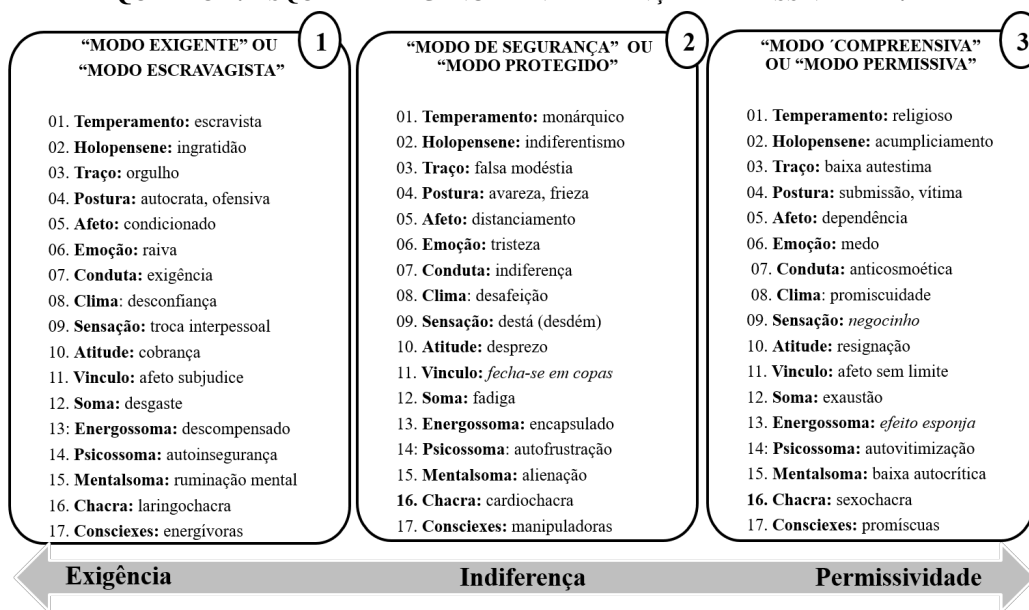 “MODO EXIGENTE” OU
“MODO ESCRAVAGISTA”
1
01. Temperamento: escravista
02. Holopensene: ingratidão
03. Traço: orgulho
04. Postura: autocrata, ofensiva
05. Afeto: condicionado
06. Emoção: raiva
07. Conduta: exigência
08. Clima: desconfiança
09. Sensação: troca interpessoal
10. Atitude: cobrança
11. Vinculo: afeto subjudice
12. Soma: desgaste
13: Energossoma: descompensado
14. Psicossoma: autoinsegurança
15. Mentalsoma: ruminação mental
16. Chacra: laringochacra
17. Consciexes: energívoras
“MODO DE SEGURANÇA” OU
“MODO PROTEGIDO”
2
01. Temperamento: monárquico
02. Holopensene: indiferentismo
03. Traço: falsa modéstia
04. Postura: avareza, frieza
05. Afeto: distanciamento
06. Emoção: tristeza
07. Conduta: indiferença
08. Clima: desafeição
09. Sensação: destá (desdém)
10. Atitude: desprezo
11. Vinculo: fecha-se em copas
12. Soma: fadiga
13. Energossoma: encapsulado
14: Psicossoma: autofrustração
15. Mentalsoma: alienação
16. Chacra: cardiochacra
17. Consciexes: manipuladoras
“MODO ´COMPREENSIVA”
OU “MODO PERMISSIVA”
3
01. Temperamento: religioso
02. Holopensene: acumpliciamento
03. Traço: baixa autestima
04. Postura: submissão, vítima
05. Afeto: dependência
06. Emoção: medo
07. Conduta: anticosmoética
08. Clima: promiscuidade
09. Sensação: negocinho
10. Atitude: resignação
11. Vinculo: afeto sem limite
12. Soma: exaustão
13. Energossoma: efeito esponja
14: Psicossoma: autovitimização
15. Mentalsoma: baixa autocrítica
16. Chacra: sexochacra
17. Consciexes: promíscuas
Exigência
Indiferença
Permissividade